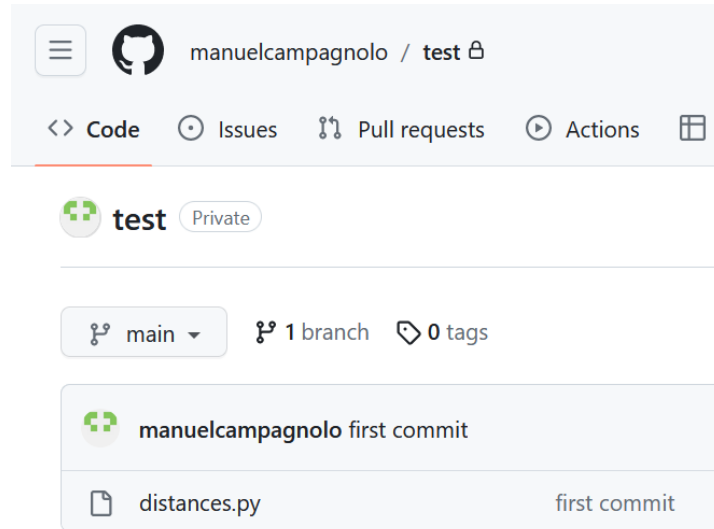 manuelcampagnolo / test
Code Issues Pull requests Actions
test Private
main 1 branch 0 tags
manuelcampagnolo first commit
distances.py first commit